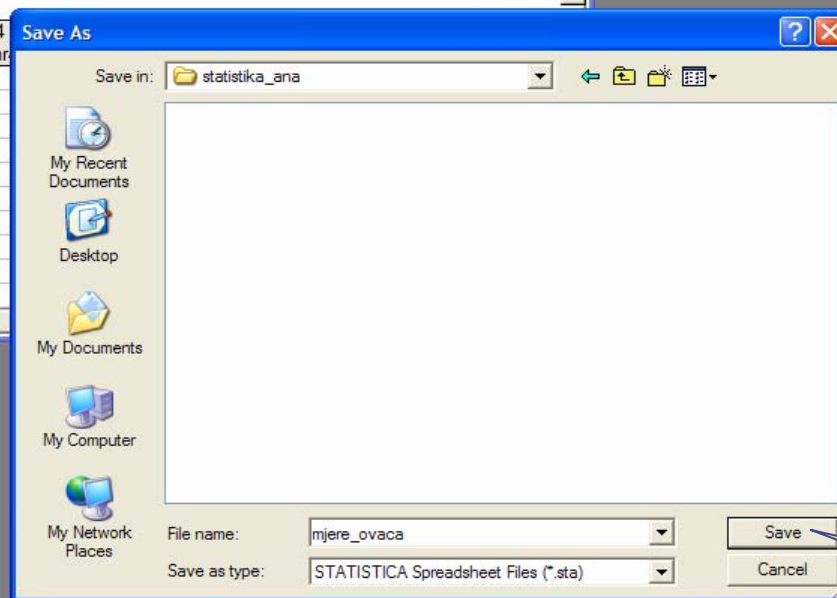 4
Save As
Save in:
statistika_ana
My Recent
Documents
Desktop
My Documents
My Computer
My Network
Places
File name:
mjere_ovaca
Save
Save as type:
STATISTICA Spreadsheet Files (*.sta)
Cancel